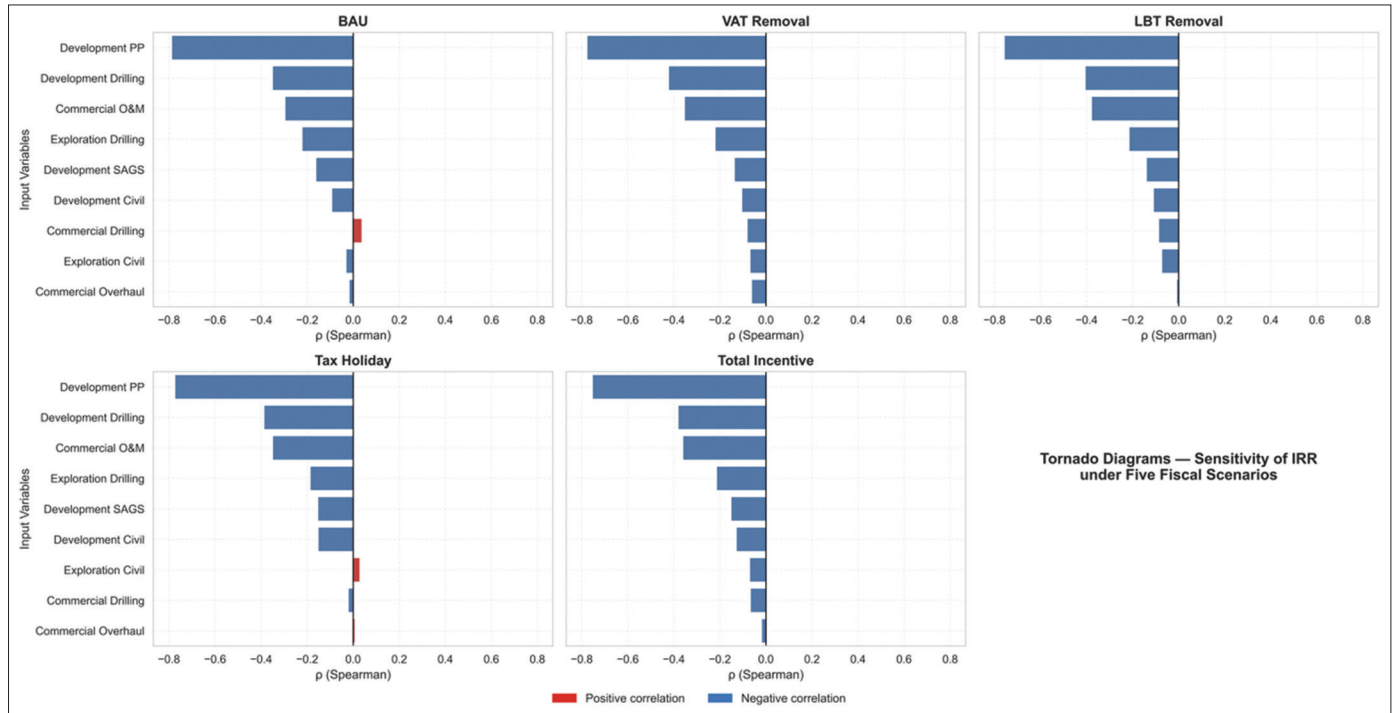 BAU
VAT Removal
LBT Removal
Input Variables
Development PP
Development Drilling
Commercial O&M
Exploration Drilling
Development SAGS
Development Civil
Commercial Drilling
Exploration Civil
Commercial Overhaul
−0.8 −0.6 −0.4 −0.2 0.0 0.2 0.4 0.6 0.8
ρ (Spearman)
−0.8 −0.6 −0.4 −0.2 0.0 0.2 0.4 0.6 0.8
ρ (Spearman)
−0.8 −0.6 −0.4 −0.2 0.0 0.2 0.4 0.6 0.8
ρ (Spearman)
Tax Holiday
Total Incentive
Input Variables
Development PP
Development Drilling
Commercial O&M
Exploration Drilling
Development SAGS
Development Civil
Exploration Civil
Commercial Drilling
Commercial Overhaul
−0.8 −0.6 −0.4 −0.2 0.0 0.2 0.4 0.6 0.8
ρ (Spearman)
−0.8 −0.6 −0.4 −0.2 0.0 0.2 0.4 0.6 0.8
ρ (Spearman)
Tornado Diagrams — Sensitivity of IRR
under Five Fiscal Scenarios
Positive correlation
Negative correlation